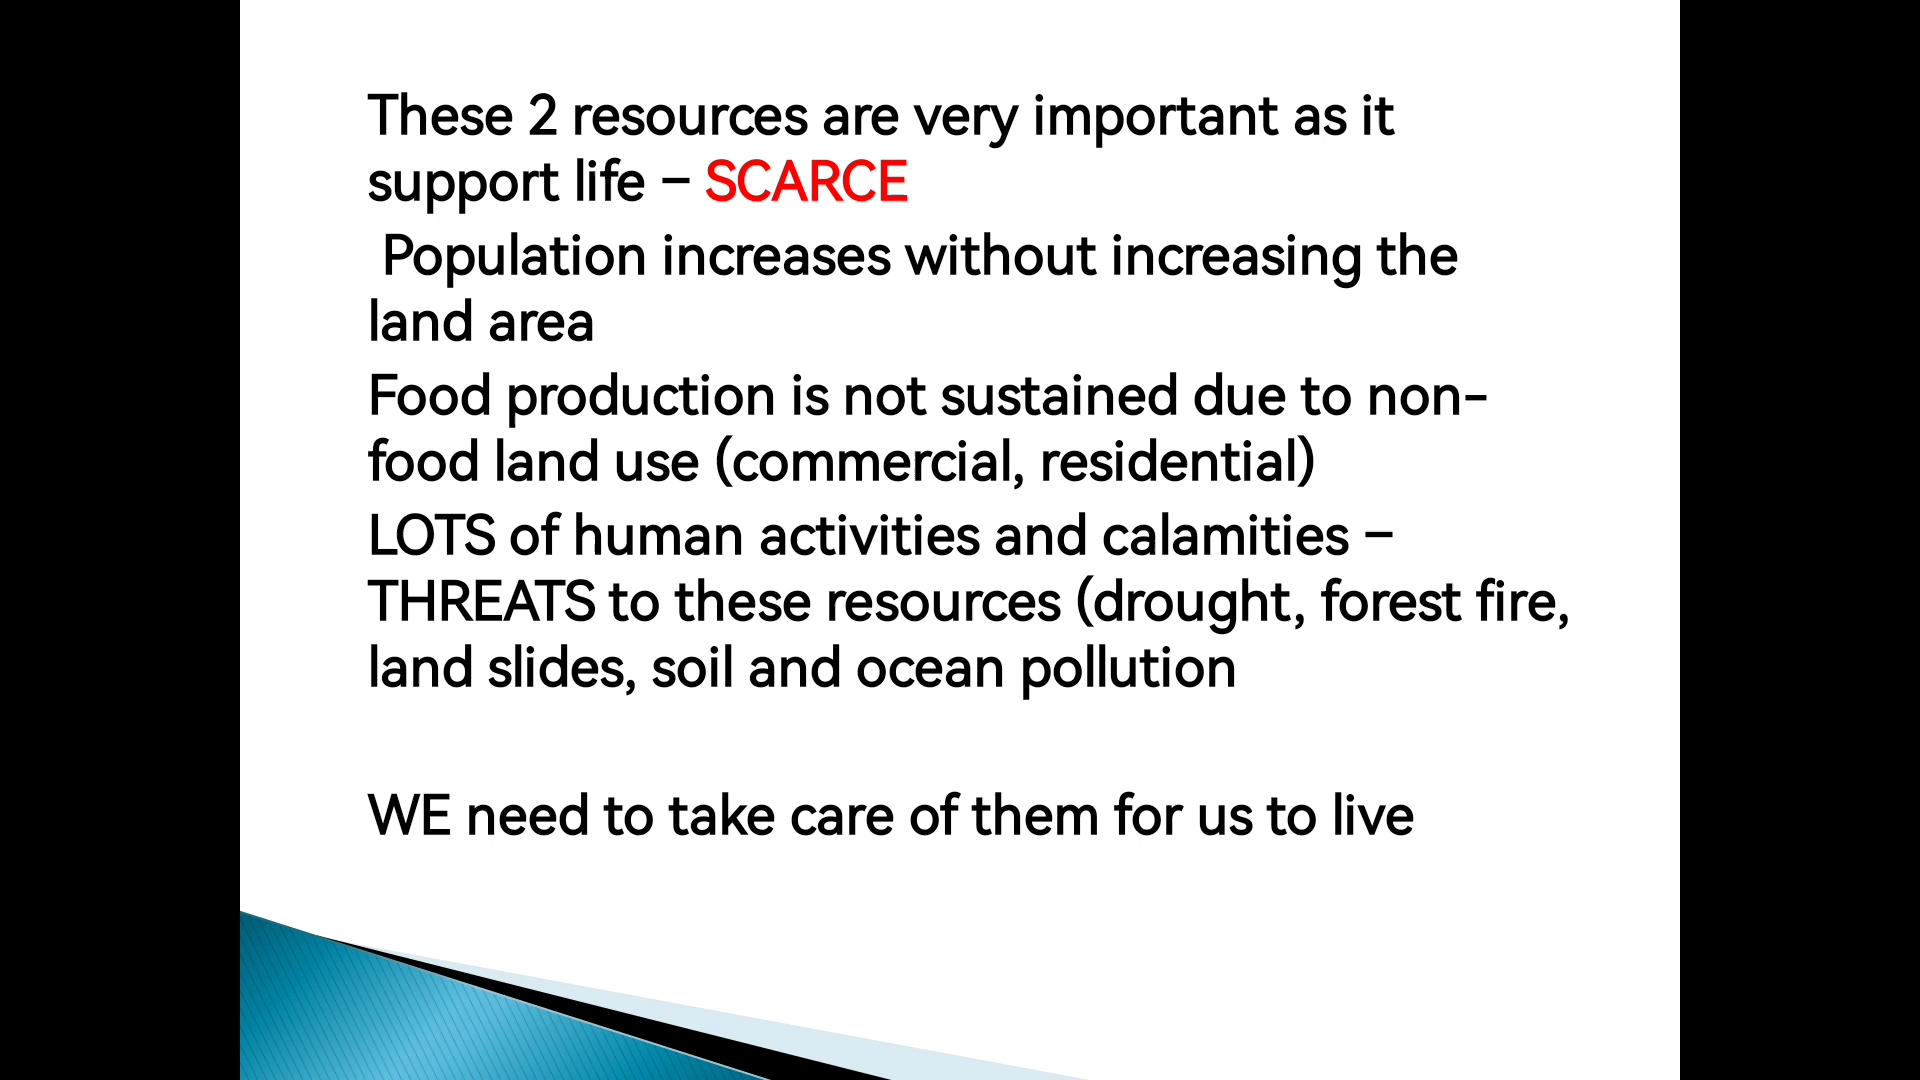 These 2 resources are very important as it
support life – SCARCE
Population increases without increasing the
land area
Food production is not sustained due to non-
food land use (commercial, residential)
LOTS of human activities and calamities –
THREATS to these resources (drought, forest fire,
land slides, soil and ocean pollution
WE need to take care of them for us to live